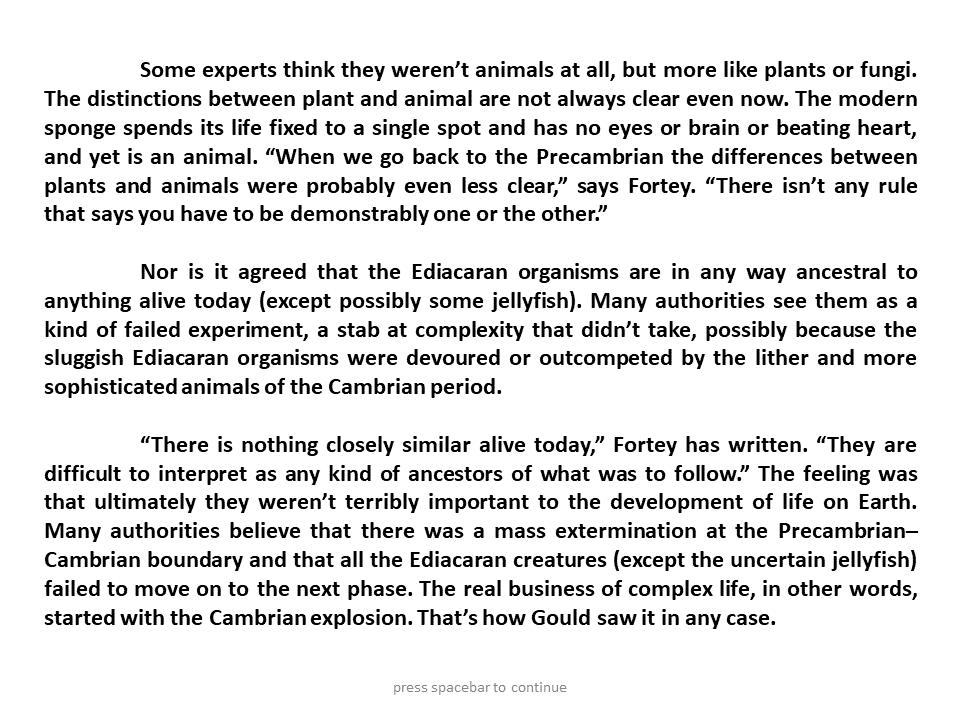 Some experts think they weren’t animals at all, but more like plants or fungi.
The distinctions between plant and animal are not always clear even now. The modern
sponge spends its life fixed to a single spot and has no eyes or brain or beating heart,
and yet is an animal. “When we go back to the Precambrian the differences between
plants and animals were probably even less clear,” says Fortey. “There isn’t any rule
that says you have to be demonstrably one or the other.”
Nor is it agreed that the Ediacaran organisms are in any way ancestral to
anything alive today (except possibly some jellyfish). Many authorities see them as a
kind of failed experiment, a stab at complexity that didn’t take, possibly because the
sluggish Ediacaran organisms were devoured or outcompeted by the lither and more
sophisticated animals of the Cambrian period.
“There is nothing closely similar alive today,” Fortey has written. “They are
difficult to interpret as any kind of ancestors of what was to follow.” The feeling was
that ultimately they weren’t terribly important to the development of life on Earth.
Many authorities believe that there was a mass extermination at the Precambrian–
Cambrian boundary and that all the Ediacaran creatures (except the uncertain jellyfish)
failed to move on to the next phase. The real business of complex life, in other words,
started with the Cambrian explosion. That’s how Gould saw it in any case.
press spacebar to continue